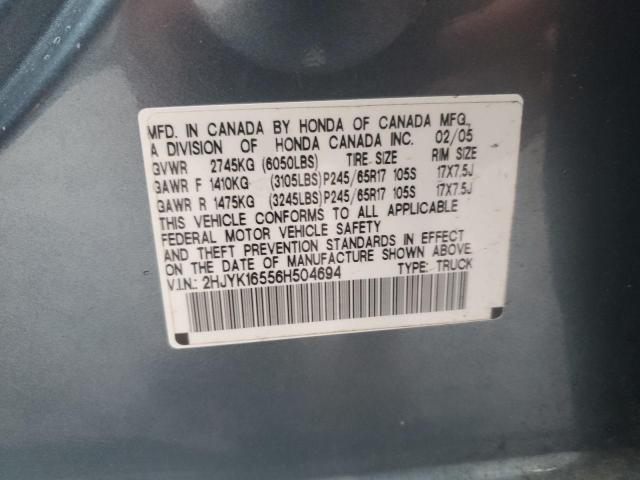 MFD. IN CANADA BY HONDA OF CANADA MFG.,
A DIVISION OF HONDA CANADA INC. 02/05
GVWR 2745KG (6050LBS) TIRE SIZE RIM SIZE
GAWR F 1410KG (3105LBS) P245/65R17 105S 17X7.5J
GAWR R 1475KG (3245LBS) P245/65R17 105S 17X7.5J
THIS VEHICLE CONFORMS TO ALL APPLICABLE
FEDERAL MOTOR VEHICLE SAFETY
AND THEFT PREVENTION STANDARDS IN EFFECT
ON THE DATE OF MANUFACTURE SHOWN ABOVE.
V.I.N.: 2HJYK16556H504694 TYPE: TRUCK